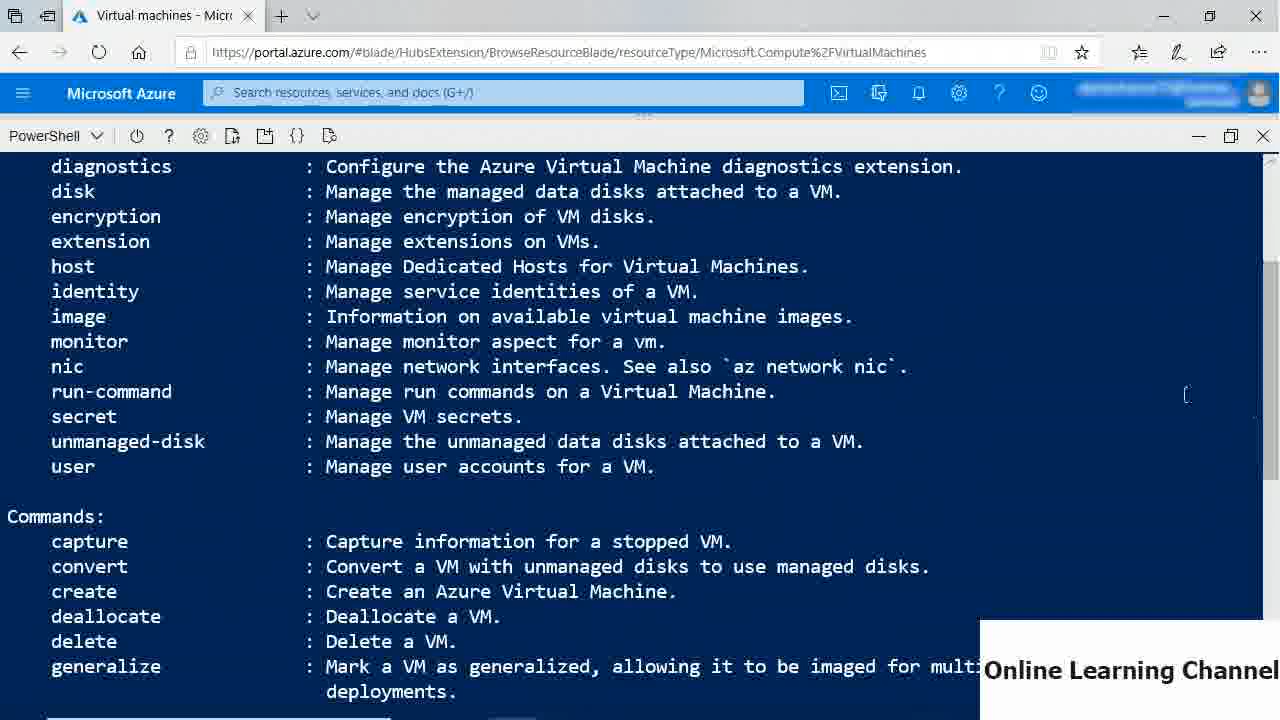 Virtual machines - Micr
https://portal.azure.com/#blade/HubsExtension/BrowseResourceBlade/resourceType/Microsoft.Compute%2FVirtualMachines
Microsoft Azure
Search resources, services, and docs (G+/)
PowerShell
diagnostics : Configure the Azure Virtual Machine diagnostics extension.
disk : Manage the managed data disks attached to a VM.
encryption : Manage encryption of VM disks.
extension : Manage extensions on VMs.
host : Manage Dedicated Hosts for Virtual Machines.
identity : Manage service identities of a VM.
image : Information on available virtual machine images.
monitor : Manage monitor aspect for a vm.
nic : Manage network interfaces. See also `az network nic`.
run-command : Manage run commands on a Virtual Machine.
secret : Manage VM secrets.
unmanaged-disk : Manage the unmanaged data disks attached to a VM.
user : Manage user accounts for a VM.
Commands:
capture : Capture information for a stopped VM.
convert : Convert a VM with unmanaged disks to use managed disks.
create : Create an Azure Virtual Machine.
deallocate : Deallocate a VM.
delete : Delete a VM.
generalize : Mark a VM as generalized, allowing it to be imaged for multi
deployments.
Online Learning Channel